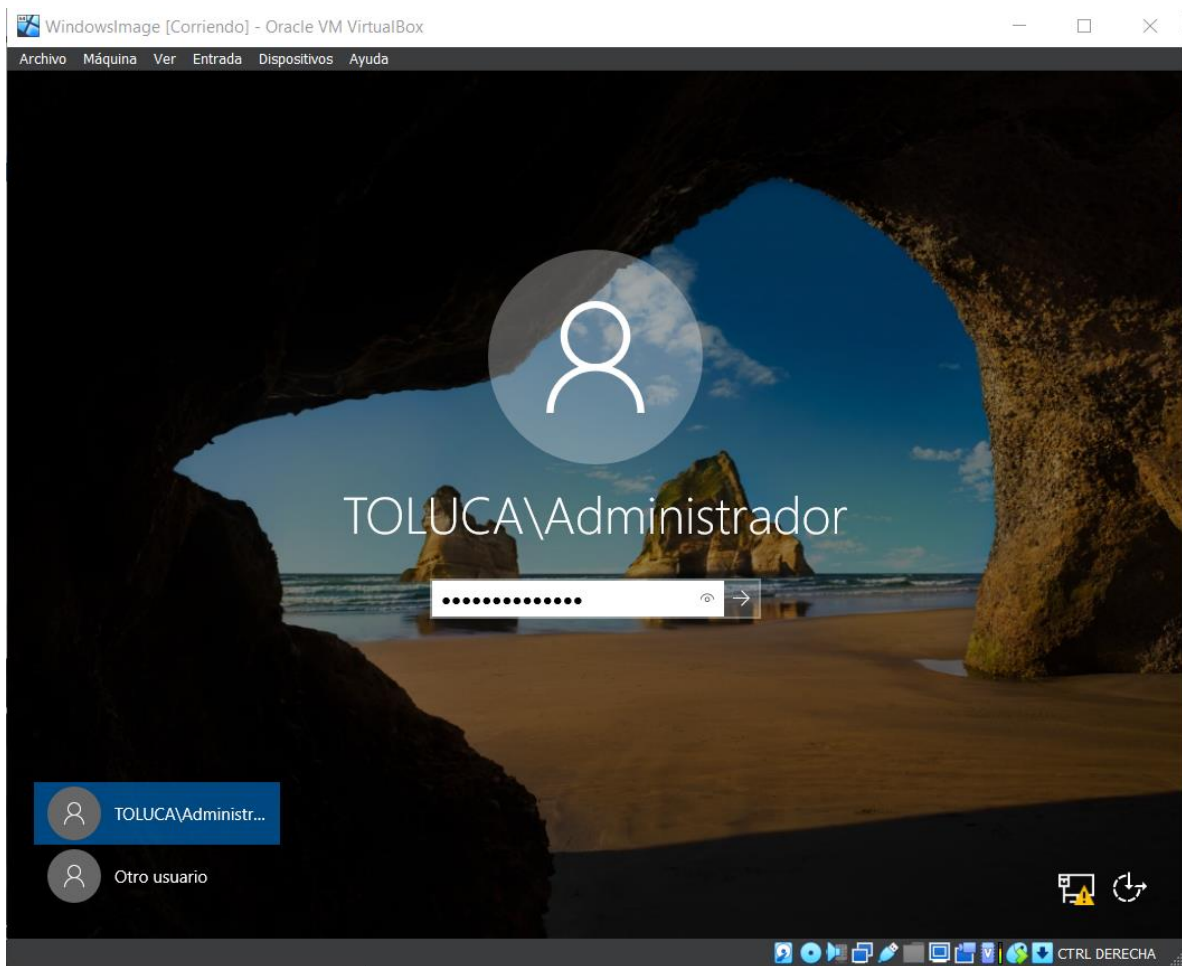 WindowsImage [Corriendo] - Oracle VM VirtualBox
Archivo Máquina Ver Entrada Dispositivos Ayuda
TOLUCA\Administrador
••••••••••••••
TOLUCA\Administr...
Otro usuario
CTRL DERECHA